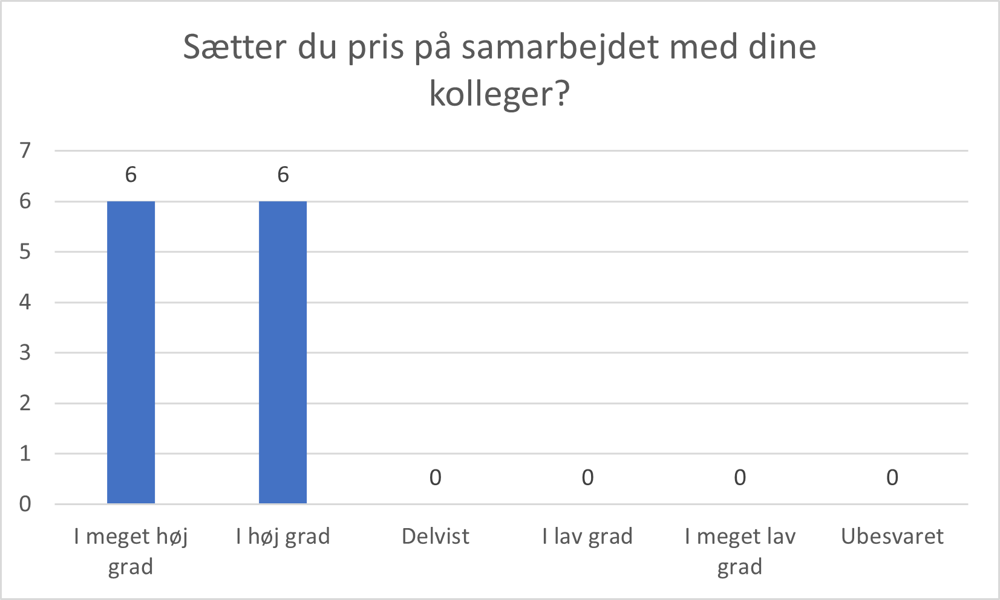 Sætter du pris på samarbejdet med dine
kolleger?
7
6
5
4
3
2
1
0
6
6
0
0
0
0
I meget høj
grad
I høj grad
Delvist
I lav grad
I meget lav
grad
Ubesvaret